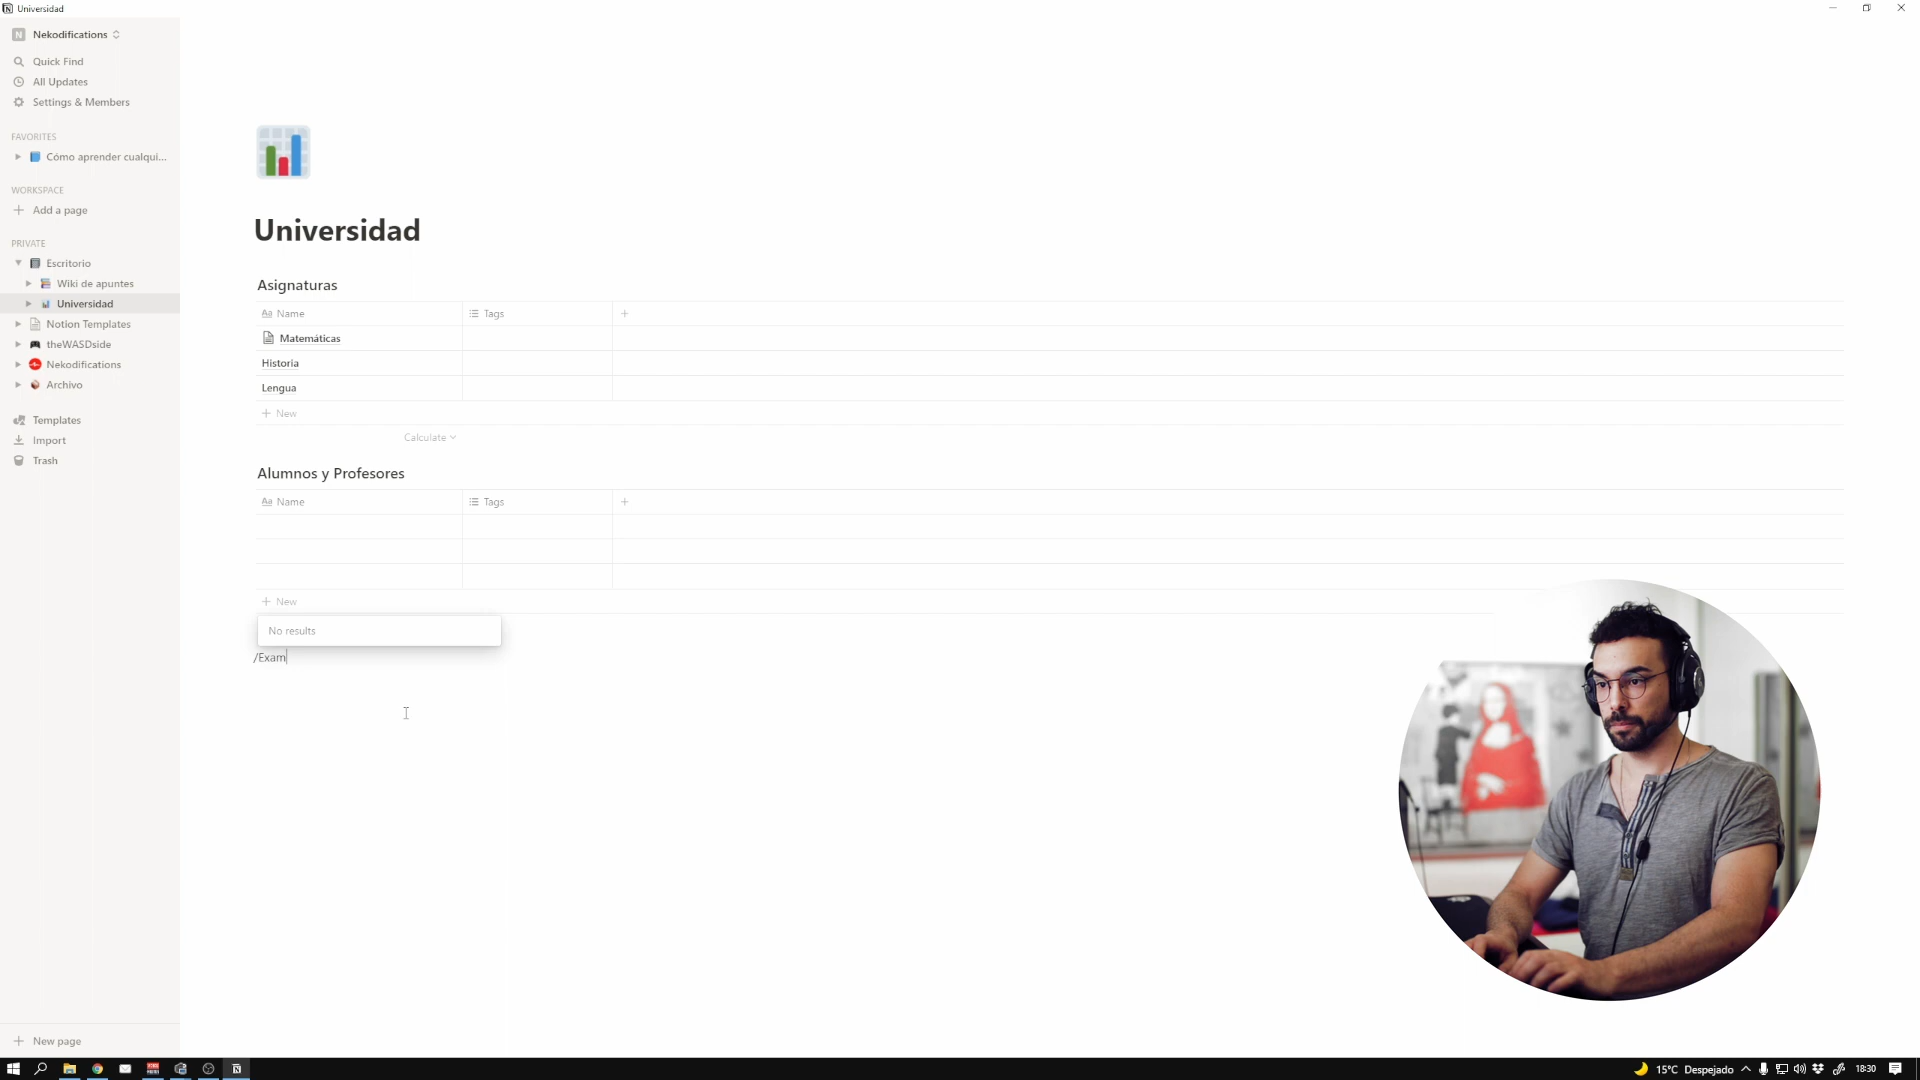 Universidad
Nekodifications
Quick Find
All Updates
Settings & Members
FAVORITES
Cómo aprender cualqui...
WORKSPACE
Add a page
PRIVATE
Escritorio
Wiki de apuntes
Universidad
Notion Templates
theWASDside
Nekodifications
Archivo
Templates
Import
Trash
New page
Universidad
Asignaturas
Aa Name Tags
Matemáticas
Historia
Lengua
New
Calculate
Alumnos y Profesores
Aa Name Tags
New
No results
/Exam
15°C Despejado 18:30